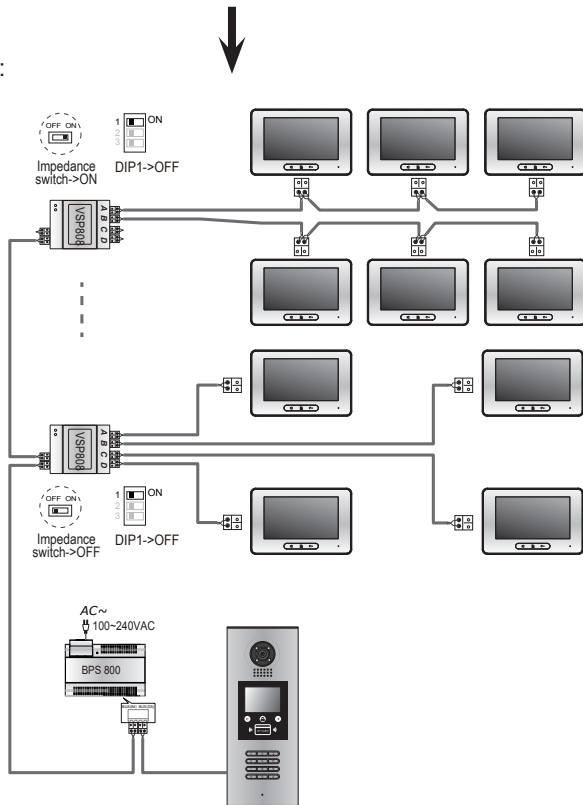 :
OFF ON
1 ON
2
3
Impedance
switch->ON
DIP1->OFF
VSP808
A
B
C
D
VSP808
A
B
C
D
OFF ON
1 ON
2
3
Impedance
switch->OFF
DIP1->OFF
AC~
100~240VAC
BPS 800